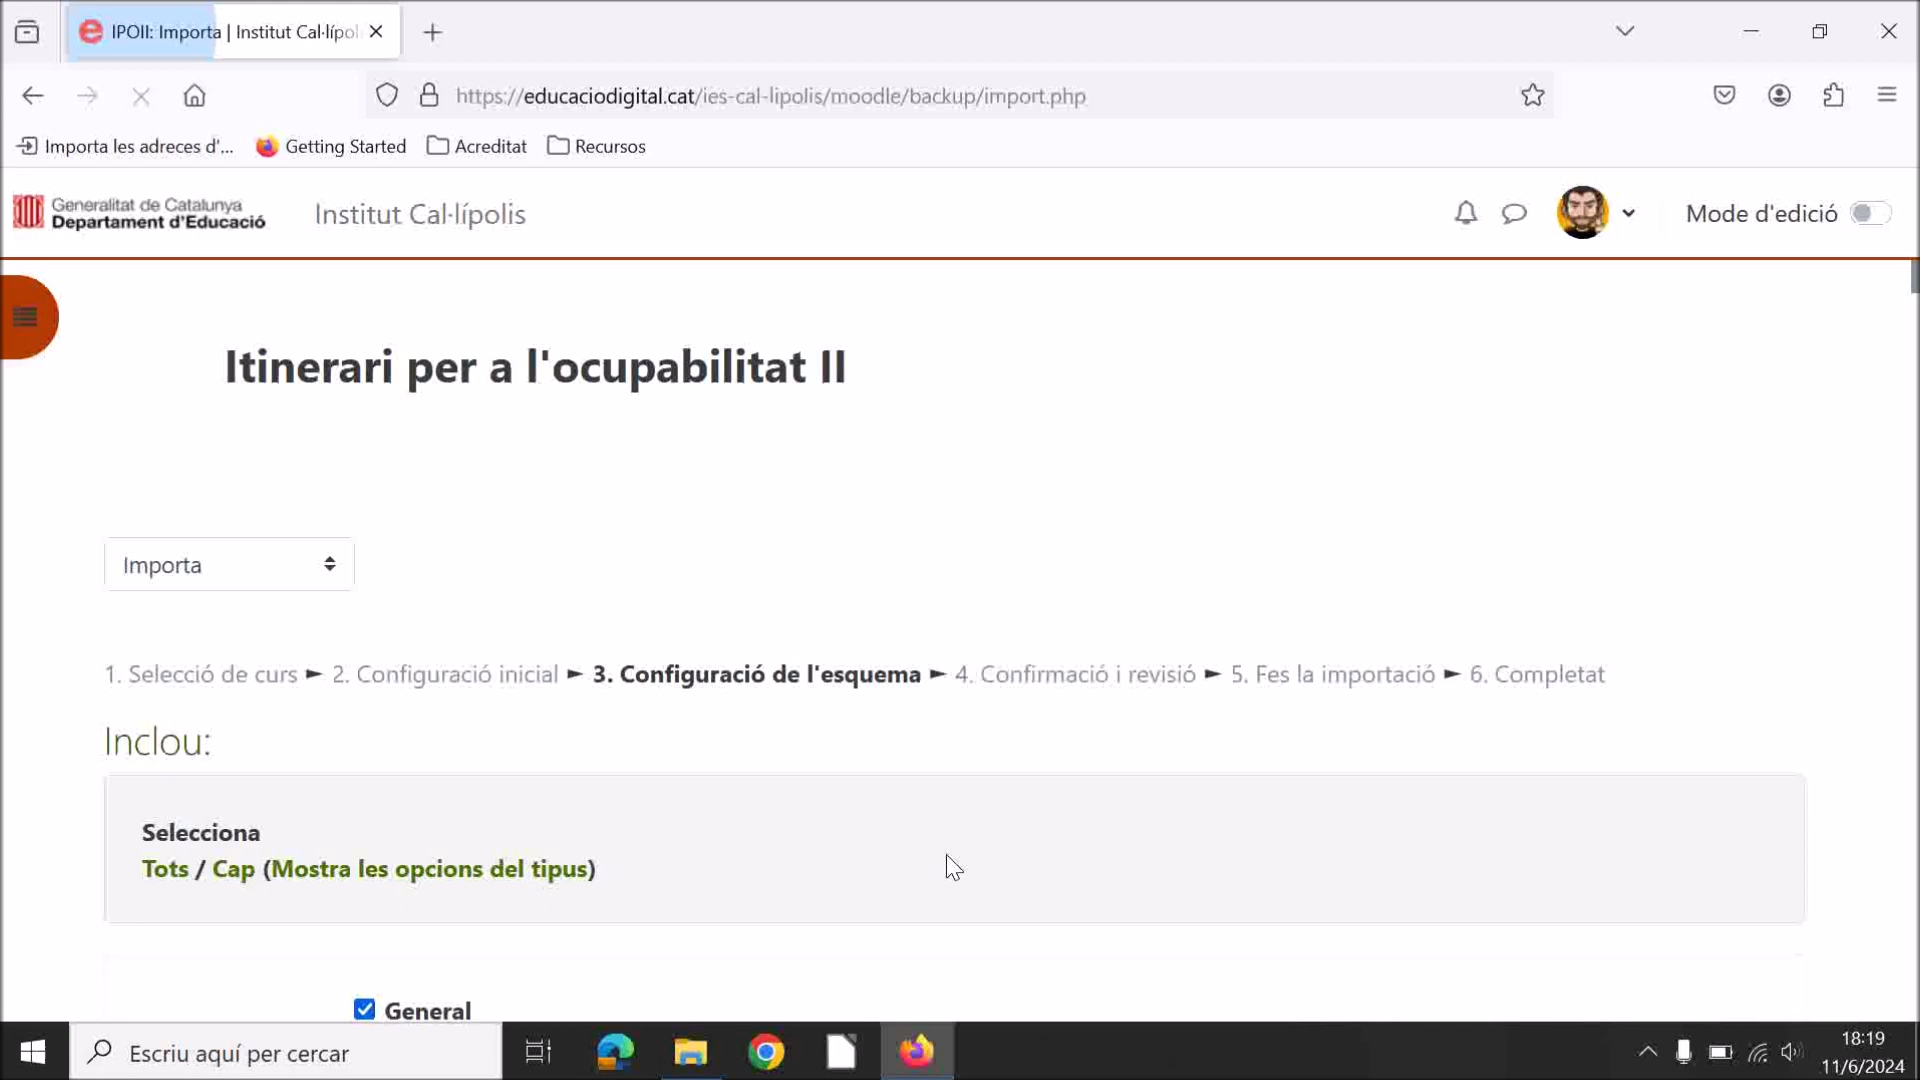 IPOII: Importa | Institut Cal·lípol
https://educaciodigital.cat/ies-cal-lipolis/moodle/backup/import.php
Importa les adreces d'...
Getting Started
Acreditat
Recursos
Generalitat de Catalunya
Departament d'Educació
Institut Cal·lípolis
Mode d'edició
Itinerari per a l'ocupabilitat II
Importa
1. Selecció de curs ► 2. Configuració inicial ► 3. Configuració de l'esquema ► 4. Confirmació i revisió ► 5. Fes la importació ► 6. Completat
Inclou:
Selecciona
Tots / Cap (Mostra les opcions del tipus)
General
Escriu aquí per cercar
18:19
11/6/2024